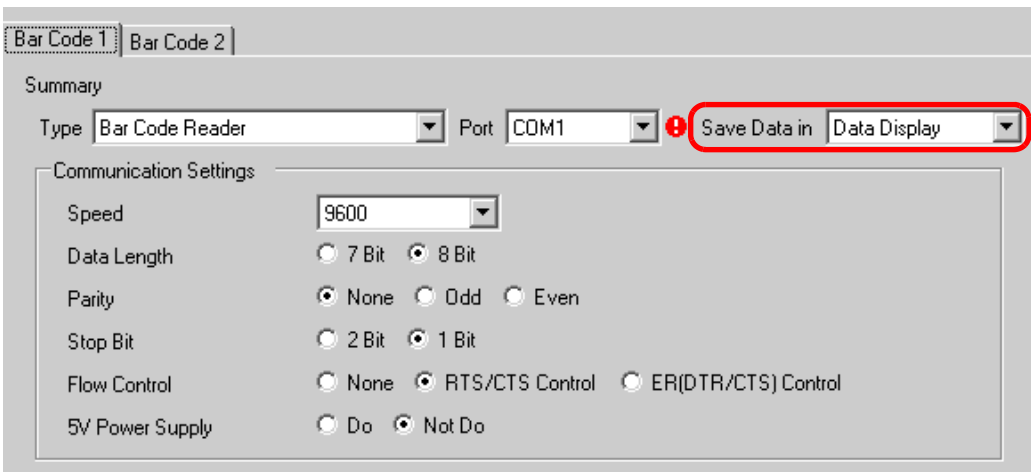 Bar Code 1 Bar Code 2
Summary
Type Bar Code Reader Port COM1 Save Data in Data Display
Communication Settings
Speed 9600
Data Length 7 Bit 8 Bit
Parity None Odd Even
Stop Bit 2 Bit 1 Bit
Flow Control None RTS/CTS Control ER(DTR/CTS) Control
5V Power Supply Do Not Do